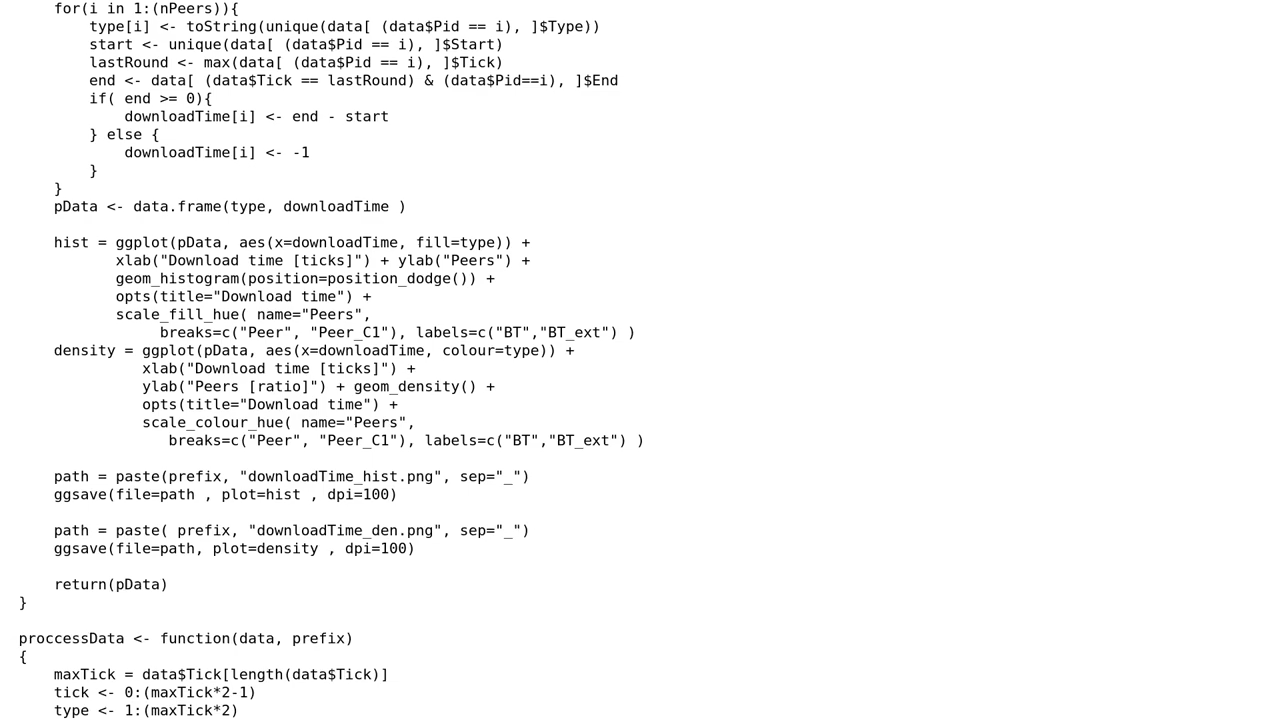 for(i in 1:(nPeers)){
        type[i] <- toString(unique(data[ (data$Pid == i), ]$Type))
        start <- unique(data[ (data$Pid == i), ]$Start)
        lastRound <- max(data[ (data$Pid == i), ]$Tick)
        end <- data[ (data$Tick == lastRound) & (data$Pid==i), ]$End
        if( end >= 0){
            downloadTime[i] <- end - start
        } else {
            downloadTime[i] <- -1
        }
    }
    pData <- data.frame(type, downloadTime )

    hist = ggplot(pData, aes(x=downloadTime, fill=type)) +
           xlab("Download time [ticks]") + ylab("Peers") +
           geom_histogram(position=position_dodge()) +
           opts(title="Download time") +
           scale_fill_hue( name="Peers",
                breaks=c("Peer", "Peer_C1"), labels=c("BT","BT_ext") )
    density = ggplot(pData, aes(x=downloadTime, colour=type)) +
              xlab("Download time [ticks]") +
              ylab("Peers [ratio]") + geom_density() +
              opts(title="Download time") +
              scale_colour_hue( name="Peers",
                 breaks=c("Peer", "Peer_C1"), labels=c("BT","BT_ext") )

    path = paste(prefix, "downloadTime_hist.png", sep="_")
    ggsave(file=path , plot=hist , dpi=100)

    path = paste( prefix, "downloadTime_den.png", sep="_")
    ggsave(file=path, plot=density , dpi=100)

    return(pData)
}

proccessData <- function(data, prefix)
{
    maxTick = data$Tick[length(data$Tick)]
    tick <- 0:(maxTick*2-1)
    type <- 1:(maxTick*2)